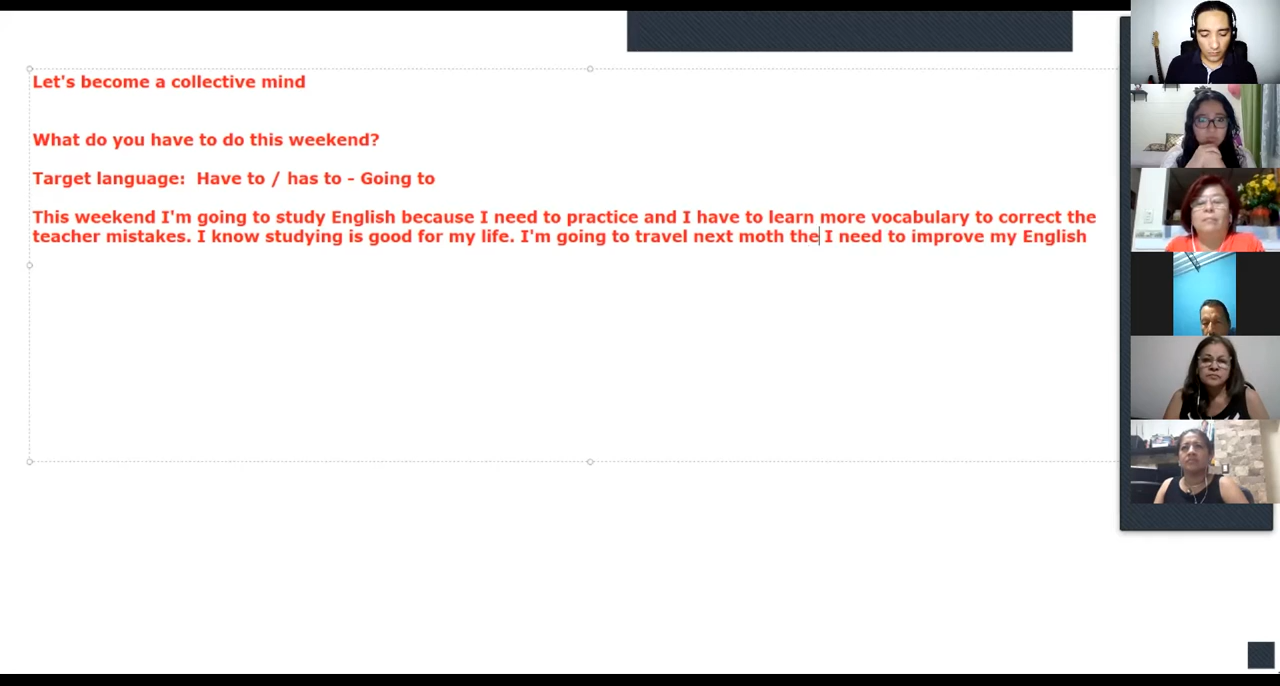 Let's become a collective mind
What do you have to do this weekend?
Target language:  Have to / has to - Going to
This weekend I'm going to study English because I need to practice and I have to learn more vocabulary to correct the
teacher mistakes. I know studying is good for my life. I'm going to travel next moth the I need to improve my English